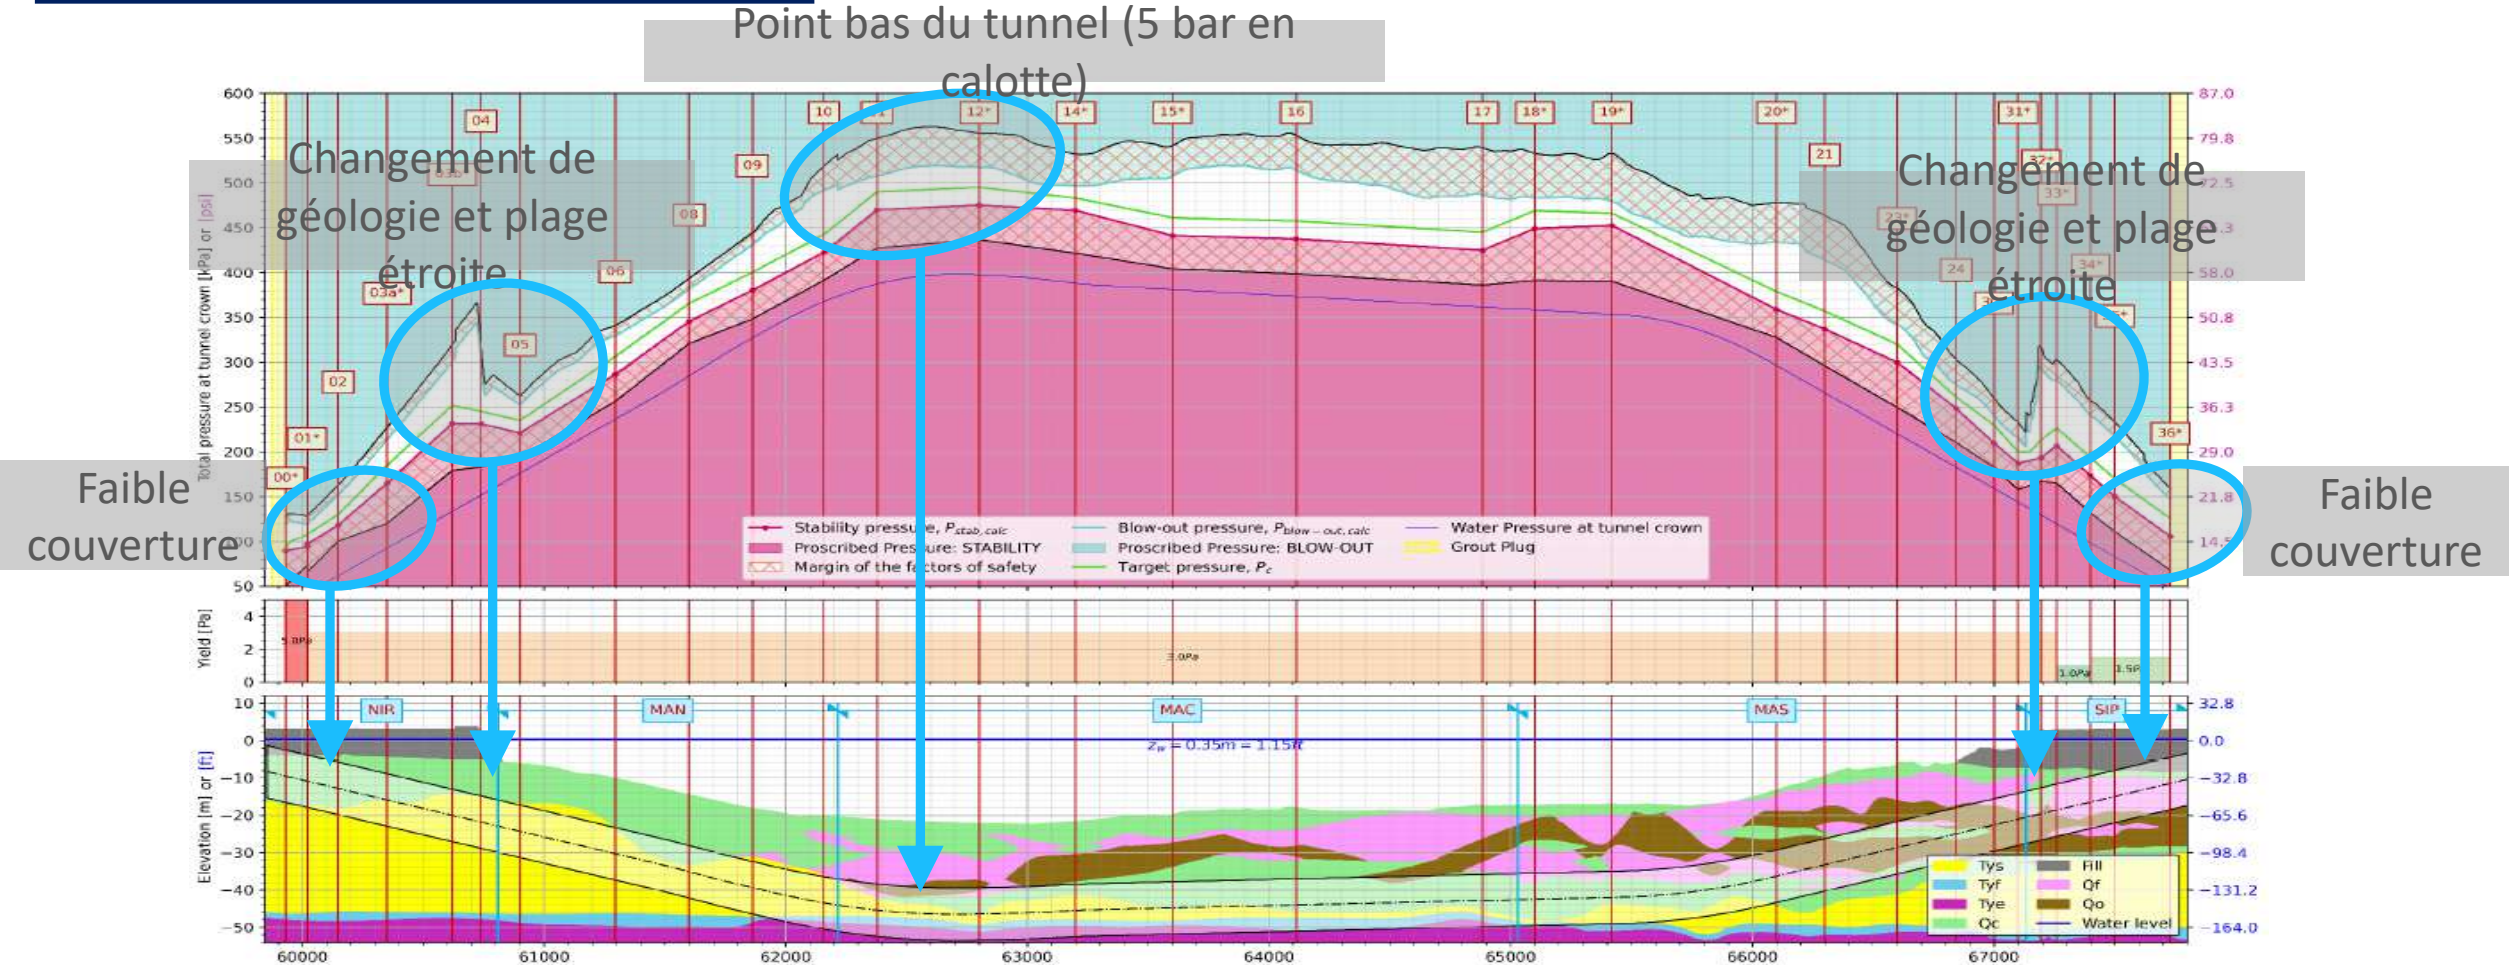 Point bas du tunnel (5 bar en
calotte)
Changement de
géologie et plage
étroite
Changement de
géologie et plage
étroite
Faible
couverture
Faible
couverture
Total pressure at tunnel crown [kPa] or [psi]
600
550
500
450
400
350
300
250
200
150
50
87.0
79.8
58.0
50.8
43.5
36.3
29.0
21.8
00*
01*
02
03a*
04
05
06
08
09
10
12*
14*
15*
16
17
18*
19*
20*
21
24
31*
33*
34*
36*
Stability pressure, Pstab,calc
Proscribed Pressure: STABILITY
Margin of the factors of safety
Blow-out pressure, Pblow−out,calc
Proscribed Pressure: BLOW-OUT
Target pressure, Pc
Water Pressure at tunnel crown
Grout Plug
Yield [Pa]
4
2
0
3.0Pa
1.0Pa
Elevation [m] or [ft]
10
0
−10
−20
−30
−40
−50
32.8
0.0
−32.8
−65.6
−98.4
−131.2
−164.0
NIR
MAN
MAC
MAS
SIP
zw = 0.35m = 1.15ft
Tys
Tyf
Tye
Qc
Fill
Qf
Qo
Water level
60000 61000 62000 63000 64000 65000 66000 67000